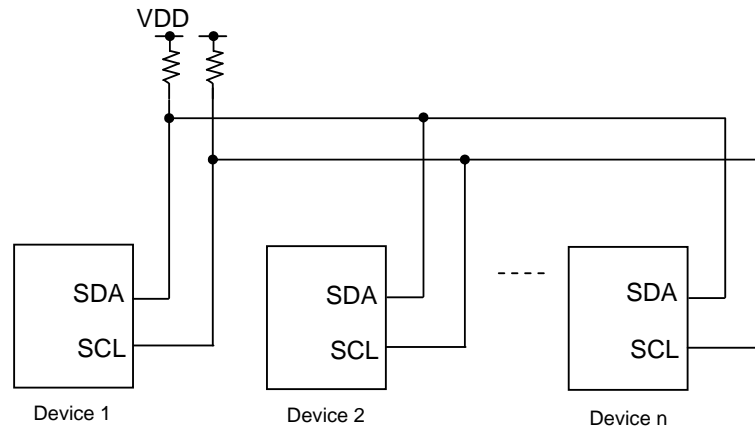 VDD
SDA
SCL
Device 1
SDA
SCL
Device 2
SDA
SCL
Device n